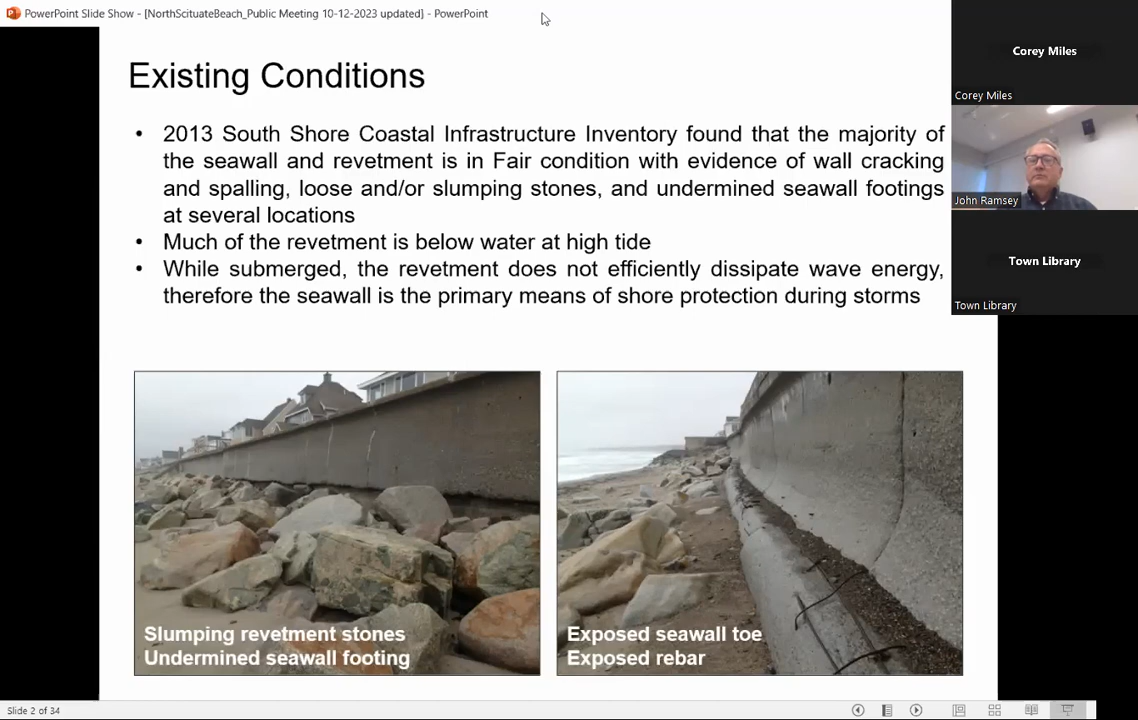 PowerPoint Slide Show - [NorthScituateBeach_Public Meeting 10-12-2023 updated] - PowerPoint
Existing Conditions
• 2013 South Shore Coastal Infrastructure Inventory found that the majority of
the seawall and revetment is in Fair condition with evidence of wall cracking
and spalling, loose and/or slumping stones, and undermined seawall footings
at several locations
• Much of the revetment is below water at high tide
• While submerged, the revetment does not efficiently dissipate wave energy,
therefore the seawall is the primary means of shore protection during storms
Slumping revetment stones
Undermined seawall footing
Exposed seawall toe
Exposed rebar
Corey Miles
Corey Miles
John Ramsey
Town Library
Town Library
Slide 2 of 34